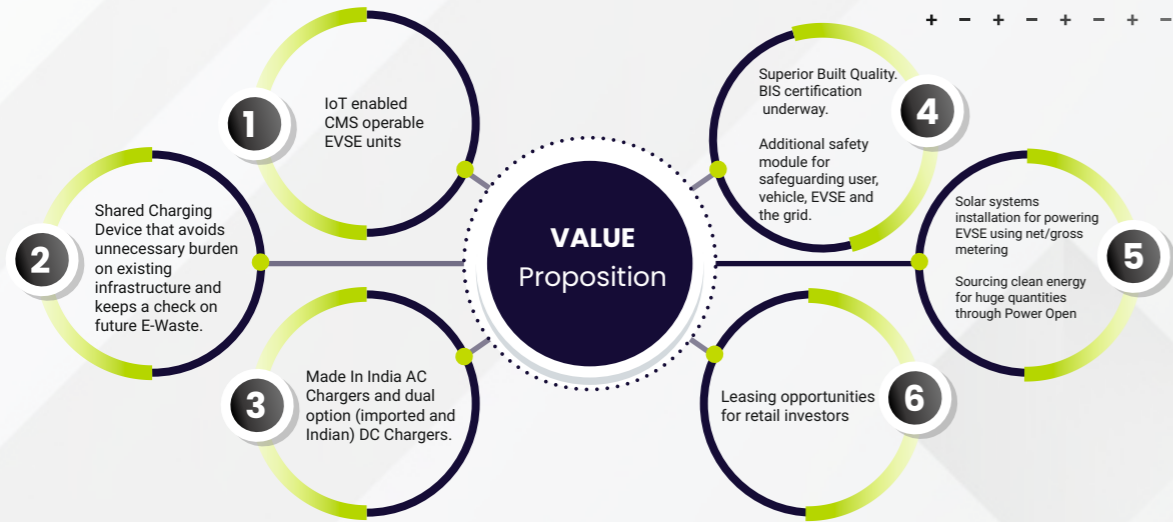 + − + − + − + −
1
IoT enabled
CMS operable
EVSE units
2
Shared Charging
Device that avoids
unnecessary burden
on existing
infrastructure and
keeps a check on
future E-Waste.
3
Made In India AC
Chargers and dual
option (imported and
Indian) DC Chargers.
VALUE
Proposition
4
Superior Built Quality.
BIS certification
underway.
Additional safety
module for
safeguarding user,
vehicle, EVSE and
the grid.
5
Solar systems
installation for powering
EVSE using net/gross
metering
Sourcing clean energy
for huge quantities
through Power Open
6
Leasing opportunities
for retail investors